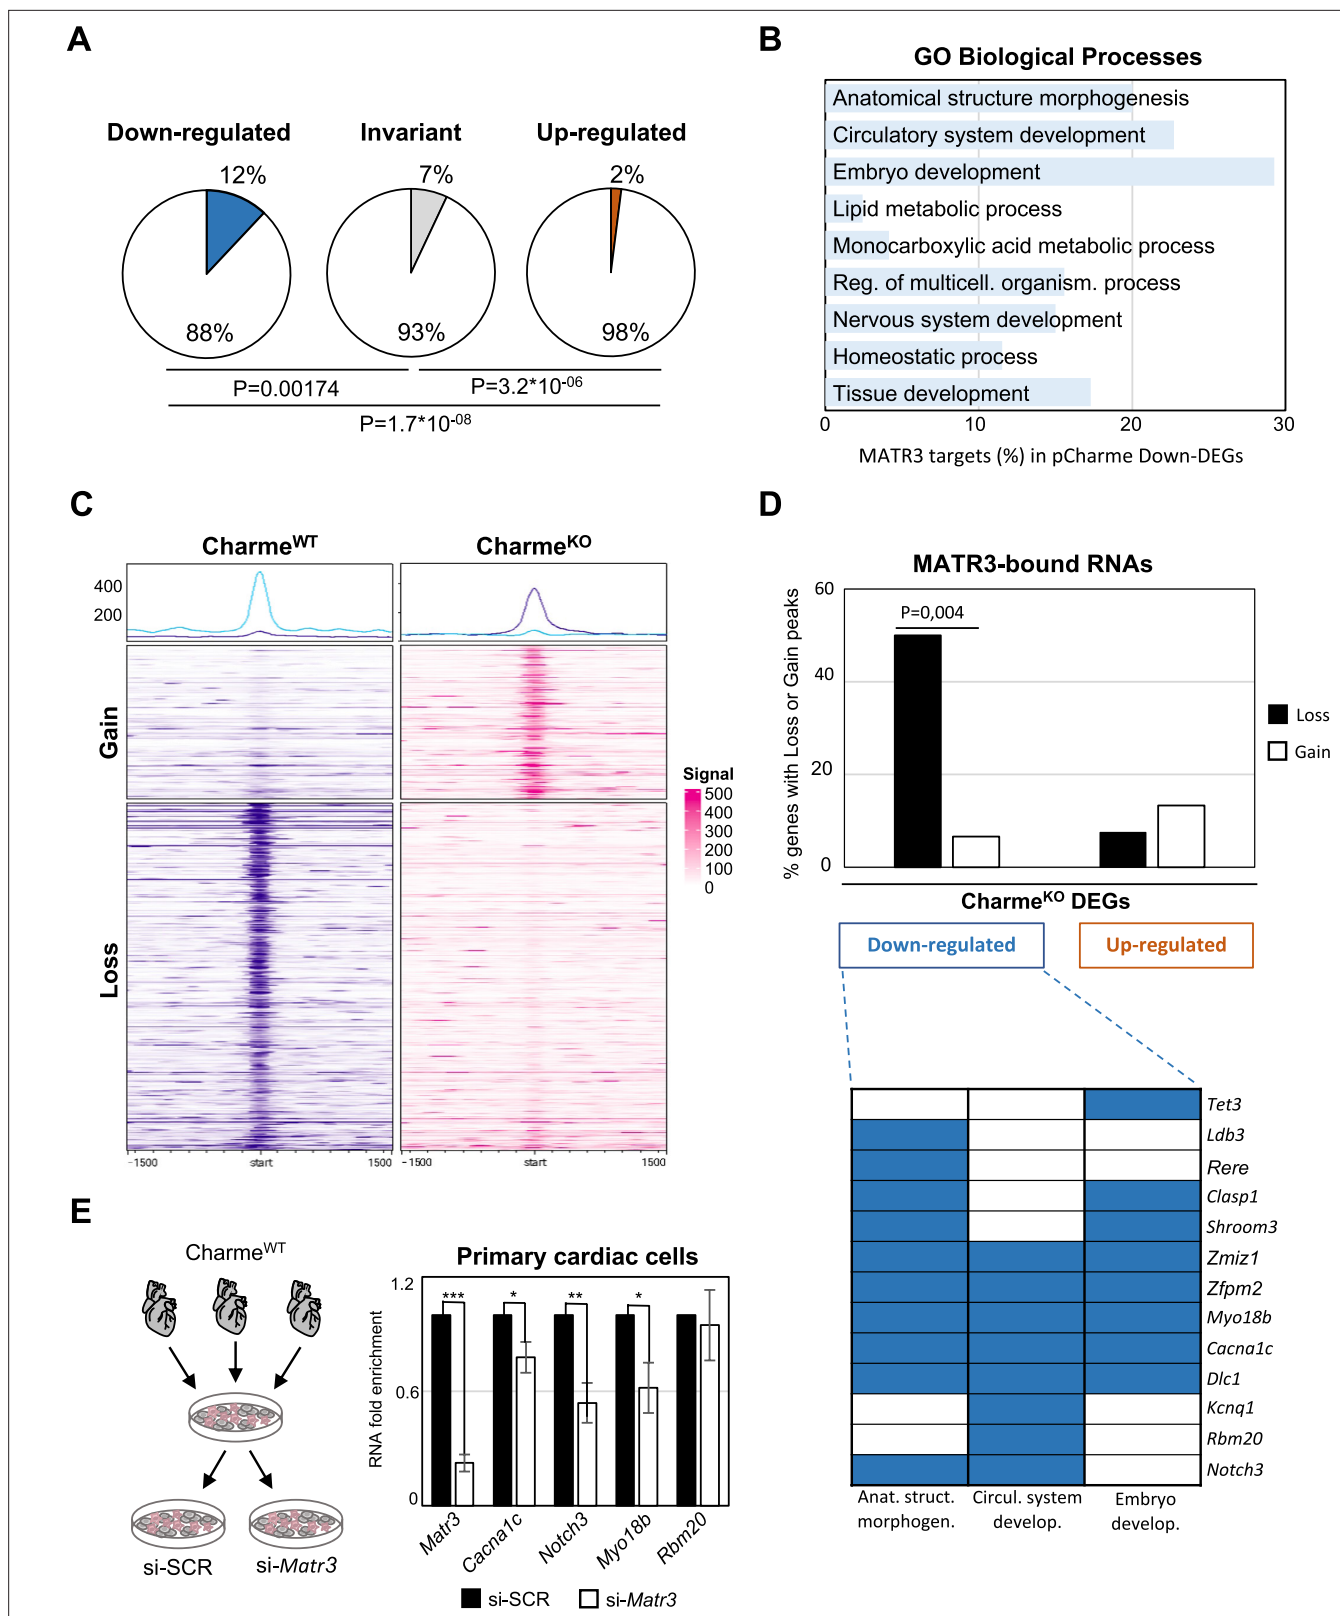 A
Down-regulated
Invariant
Up-regulated
12%
7%
2%
88%
93%
98%
P=0.00174
P=3.2*10-06
P=1.7*10-08
B
GO Biological Processes
Anatomical structure morphogenesis
Circulatory system development
Embryo development
Lipid metabolic process
Monocarboxylic acid metabolic process
Reg. of multicell. organism. process
Nervous system development
Homeostatic process
Tissue development
0 10 20 30
MATR3 targets (%) in pCharme Down-DEGs
C
CharmeWT
CharmeKO
400
200
Gain
Loss
Signal
500
400
300
200
100
0
-1500 start 1500
-1500 start 1500
D
MATR3-bound RNAs
60
40
20
0
% genes with Loss or Gain peaks
P=0,004
Loss
Gain
CharmeKO DEGs
Down-regulated
Up-regulated
Tet3
Ldb3
Rere
Clasp1
Shroom3
Zmiz1
Zfpm2
Myo18b
Cacna1c
Dlc1
Kcnq1
Rbm20
Notch3
Anat. struct.
morphogen.
Circul. system
develop.
Embryo
develop.
E
CharmeWT
si-SCR
si-Matr3
Primary cardiac cells
1.2
0.6
0
RNA fold enrichment
***
*
**
*
Matr3
Cacna1c
Notch3
Myo18b
Rbm20
si-SCR
si-Matr3